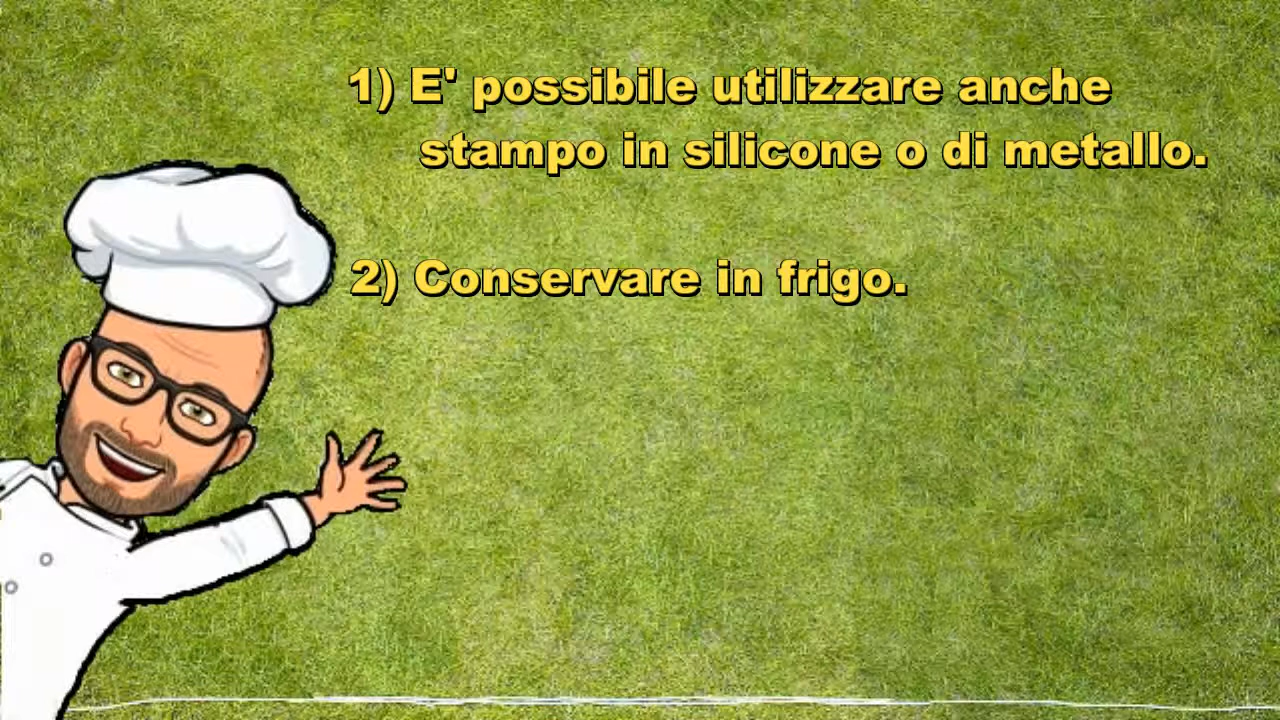 1) E' possibile utilizzare anche
stampo in silicone o di metallo.
2) Conservare in frigo.